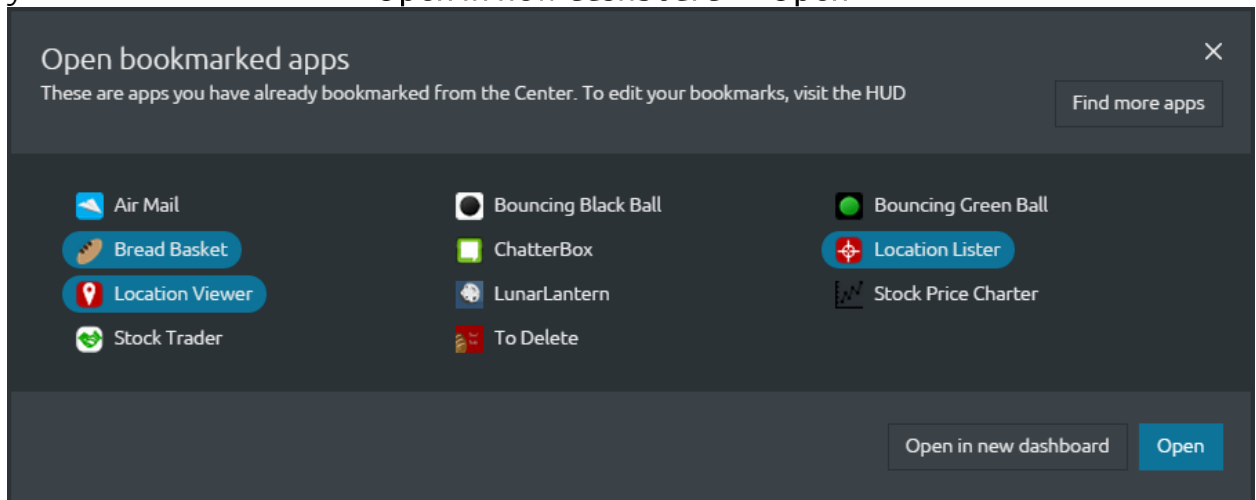 Open bookmarked apps
These are apps you have already bookmarked from the Center. To edit your bookmarks, visit the HUD
Find more apps
Air Mail
Bouncing Black Ball
Bouncing Green Ball
Bread Basket
ChatterBox
Location Lister
Location Viewer
LunarLantern
Stock Price Charter
Stock Trader
To Delete
Open in new dashboard
Open